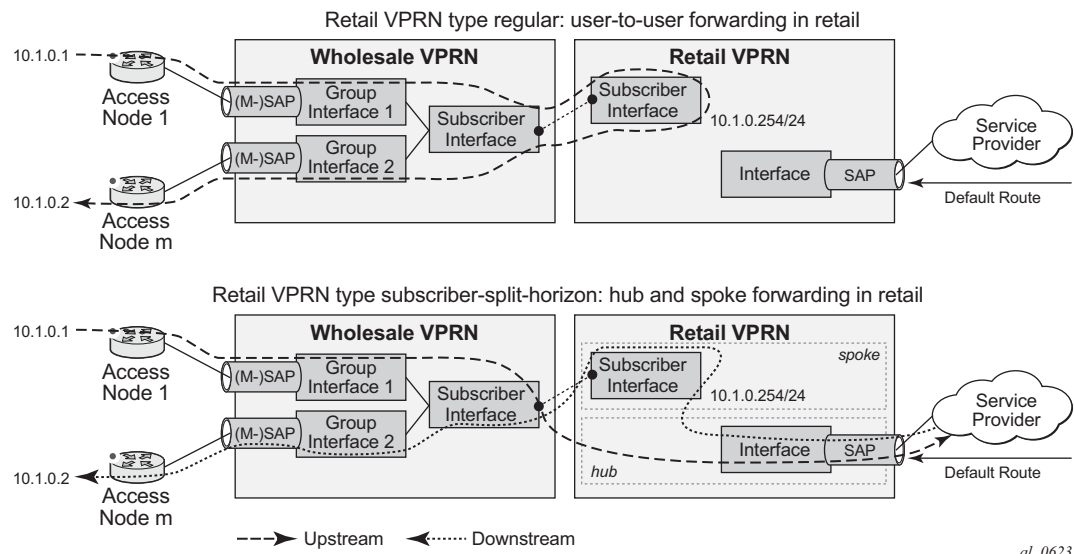 Retail VPRN type regular: user-to-user forwarding in retail
Wholesale VPRN
Retail VPRN
10.1.0.1
Access
Node 1
(M-)SAP
Group
Interface 1
Subscriber
Interface
Subscriber
Interface
10.1.0.254/24
(M-)SAP
Group
Interface 2
Interface
SAP
Service
Provider
Default Route
10.1.0.2
Access
Node m
Retail VPRN type subscriber-split-horizon: hub and spoke forwarding in retail
Wholesale VPRN
Retail VPRN
10.1.0.1
Access
Node 1
(M-)SAP
Group
Interface 1
Subscriber
Interface
Subscriber
Interface
spoke
10.1.0.254/24
(M-)SAP
Group
Interface 2
Interface
SAP
hub
Service
Provider
Default Route
10.1.0.2
Access
Node m
Upstream
Downstream
al_0623